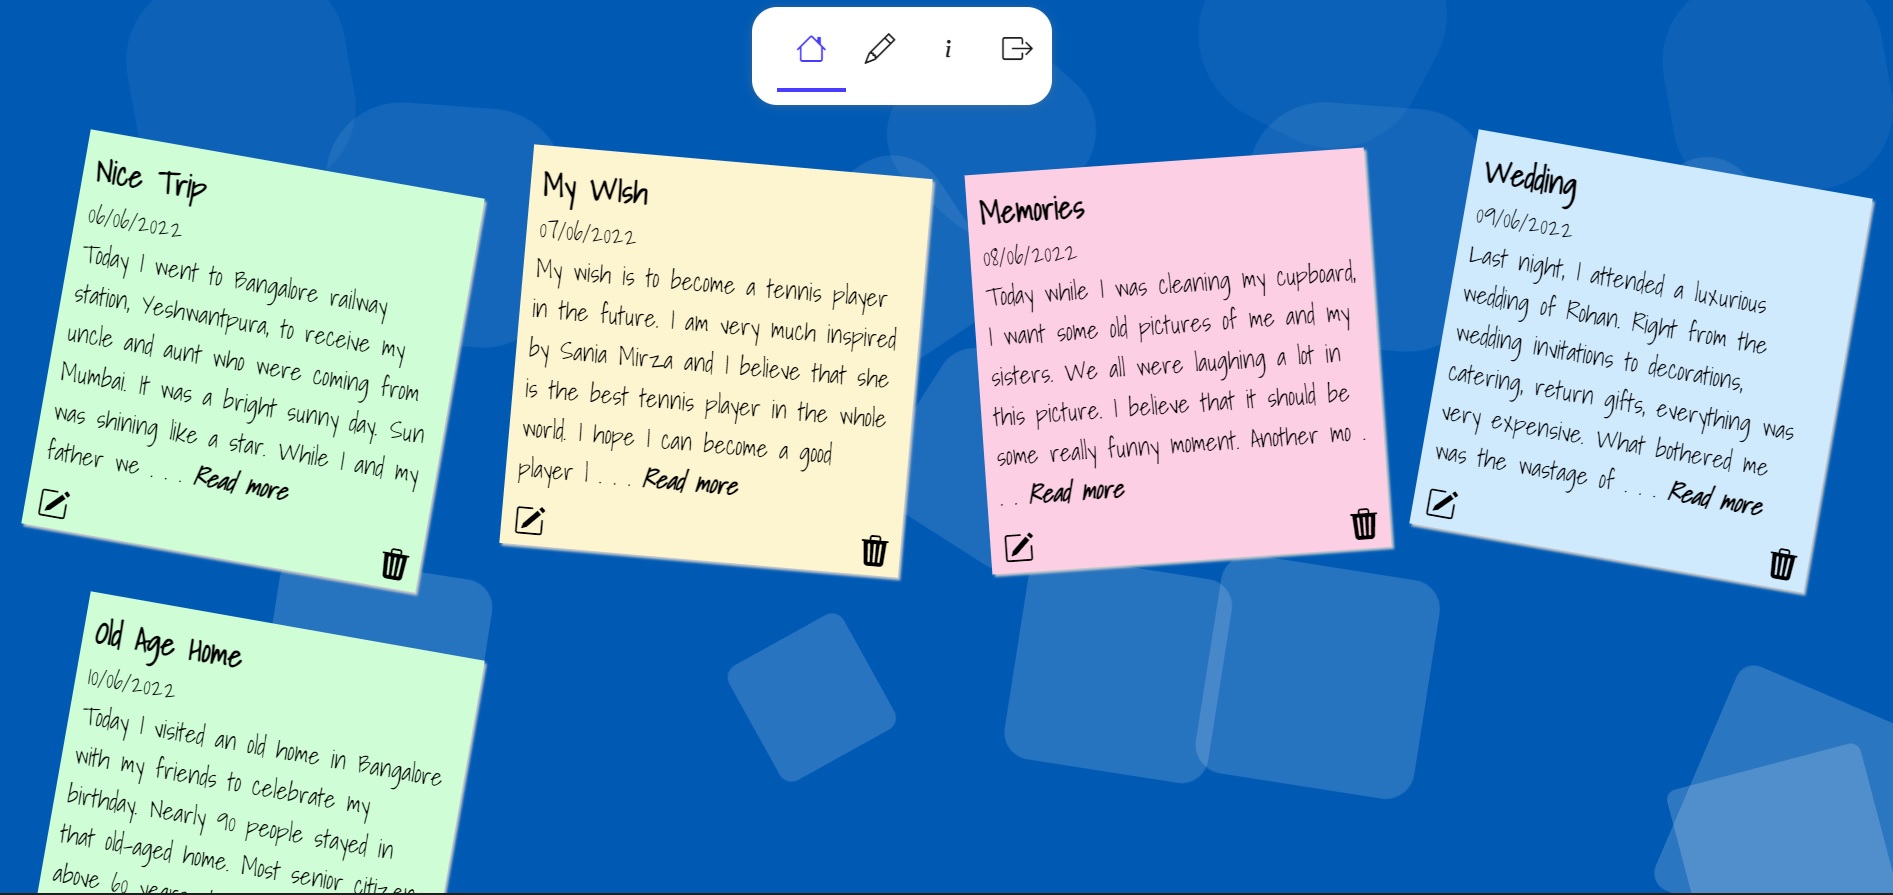 i
Nice Trip
06/06/2022
Today I went to Bangalore railway
station, Yeshwantpura, to receive my
uncle and aunt who were coming from
Mumbai. It was a bright sunny day. Sun
was shining like a star. While I and my
father we . . . Read more
My WIsh
07/06/2022
My wish is to become a tennis player
in the future. I am very much inspired
by Sania Mirza and I believe that she
is the best tennis player in the whole
world. I hope I can become a good
player I . . . Read more
Memories
08/06/2022
Today while I was cleaning my cupboard,
I want some old pictures of me and my
sisters. We all were laughing a lot in
this picture. I believe that it should be
some really funny moment. Another mo .
. . Read more
Wedding
09/06/2022
Last night, I attended a luxurious
wedding of Rohan. Right from the
wedding invitations to decorations,
catering, return gifts, everything was
very expensive. What bothered me
was the wastage of . . . Read more
Old Age Home
10/06/2022
Today I visited an old home in Bangalore
with my friends to celebrate my
birthday. Nearly 90 people stayed in
that old-aged home. Most senior citizen
above 60 years